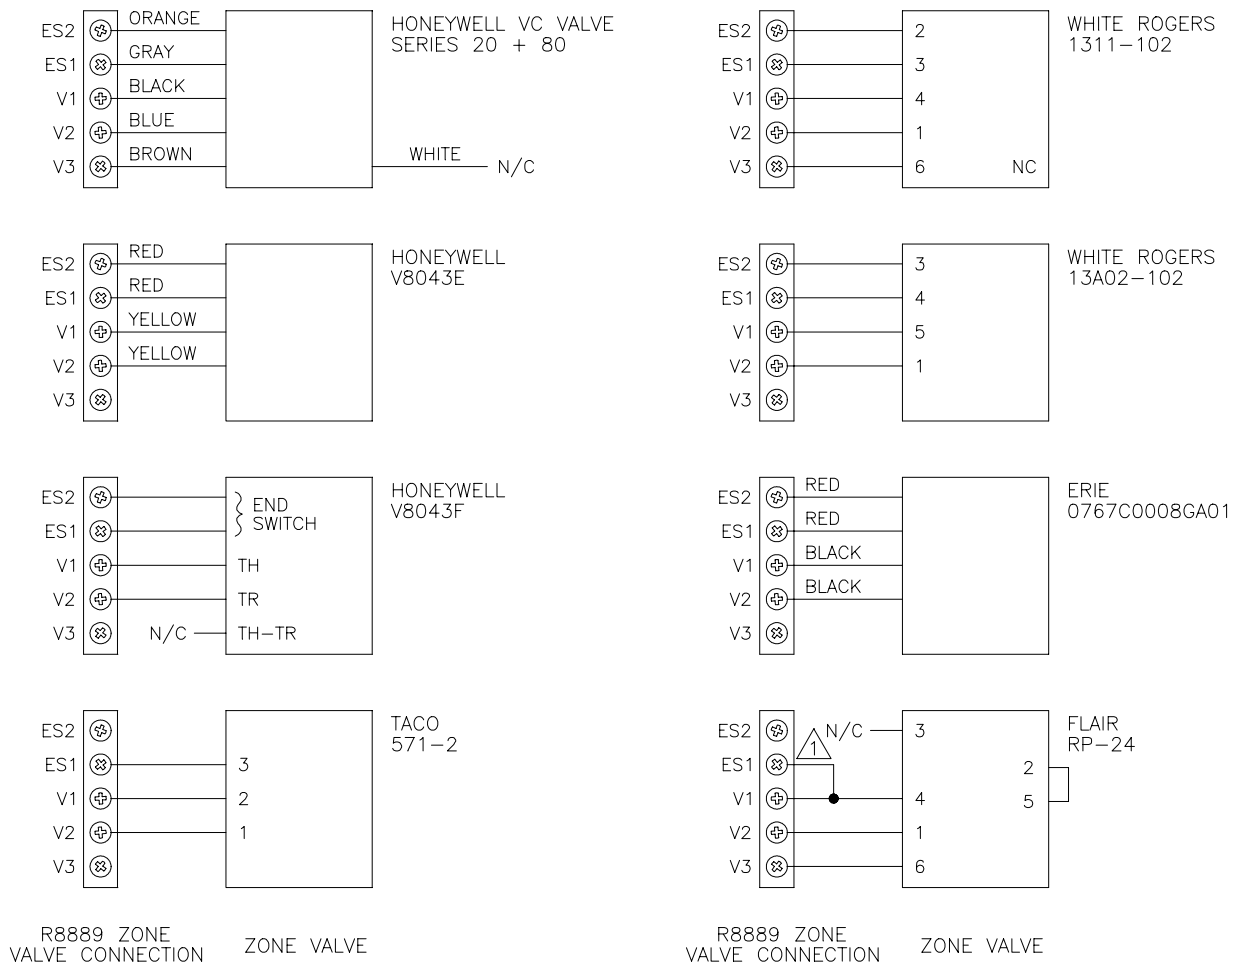 ES2 ORANGE
ES1 GRAY
V1 BLACK
V2 BLUE
V3 BROWN
WHITE N/C
HONEYWELL VC VALVE
SERIES 20 + 80
ES2 2
ES1 3
V1 4
V2 1
V3 6 NC
WHITE ROGERS
1311-102
ES2 RED
ES1 RED
V1 YELLOW
V2 YELLOW
V3
HONEYWELL
V8043E
ES2 3
ES1 4
V1 5
V2 1
V3
WHITE ROGERS
13A02-102
ES2
ES1
END
SWITCH
V1 TH
V2 TR
V3 N/C TH-TR
HONEYWELL
V8043F
ES2 RED
ES1 RED
V1 BLACK
V2 BLACK
V3
ERIE
0767C0008GA01
ES2
ES1 3
V1 2
V2 1
V3
TACO
571-2
ES2 N/C 3
1
ES1 2
V1 4 5
V2 1
V3 6
FLAIR
RP-24
R8889 ZONE
VALVE CONNECTION
ZONE VALVE
R8889 ZONE
VALVE CONNECTION
ZONE VALVE